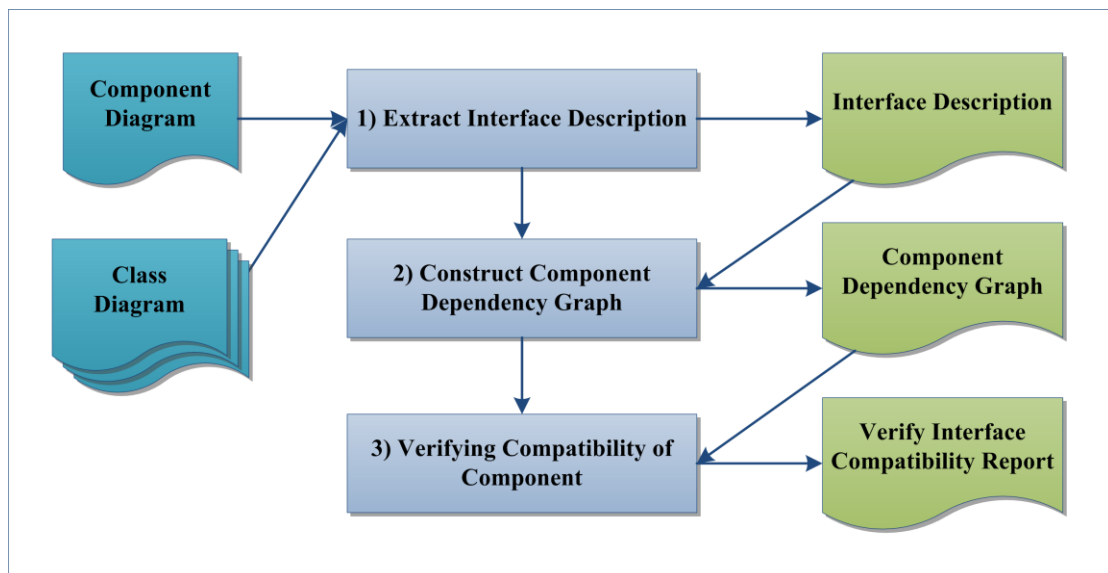 Component
Diagram
1) Extract Interface Description
Interface Description
Class
Diagram
2) Construct Component
Dependency Graph
Component
Dependency Graph
3) Verifying Compatibility of
Component
Verify Interface
Compatibility Report